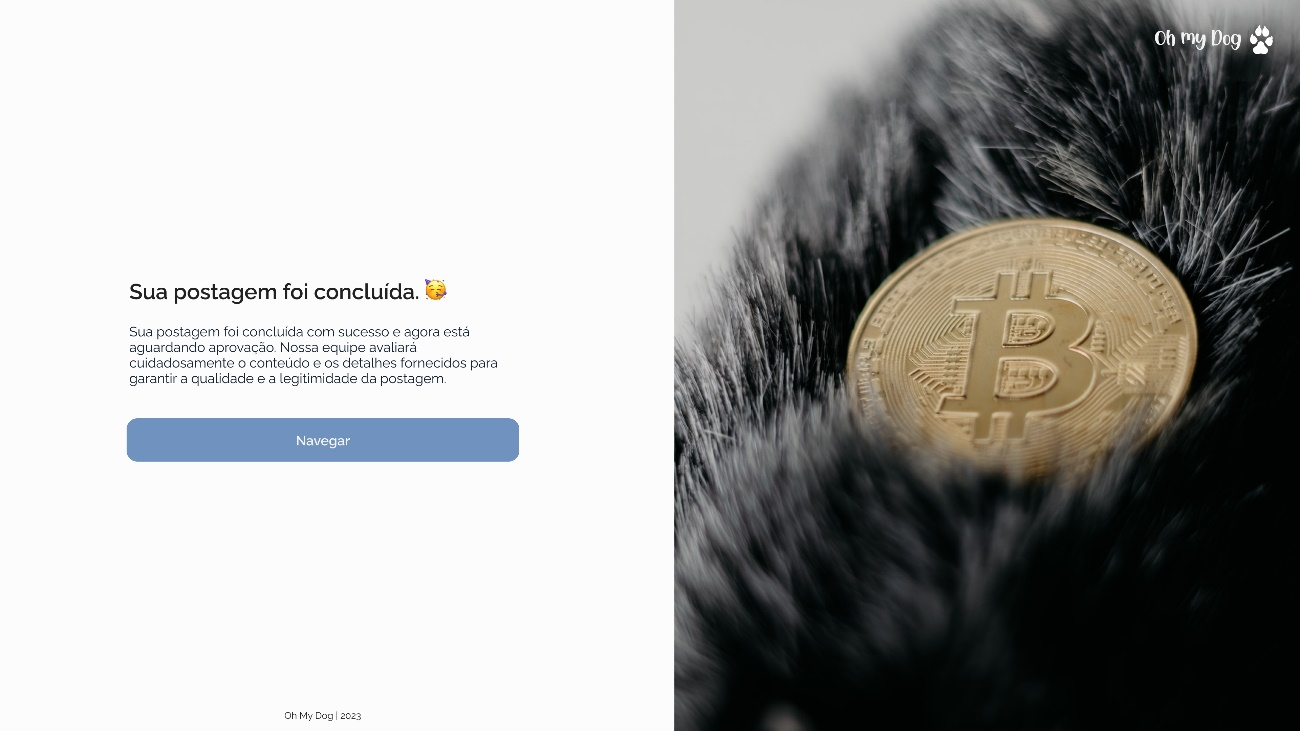 Oh my Dog
Sua postagem foi concluída. 🥳
Sua postagem foi concluída com sucesso e agora está
aguardando aprovação. Nossa equipe avaliará
cuidadosamente o conteúdo e os detalhes fornecidos para
garantir a qualidade e a legitimidade da postagem.
Navegar
Oh My Dog | 2023